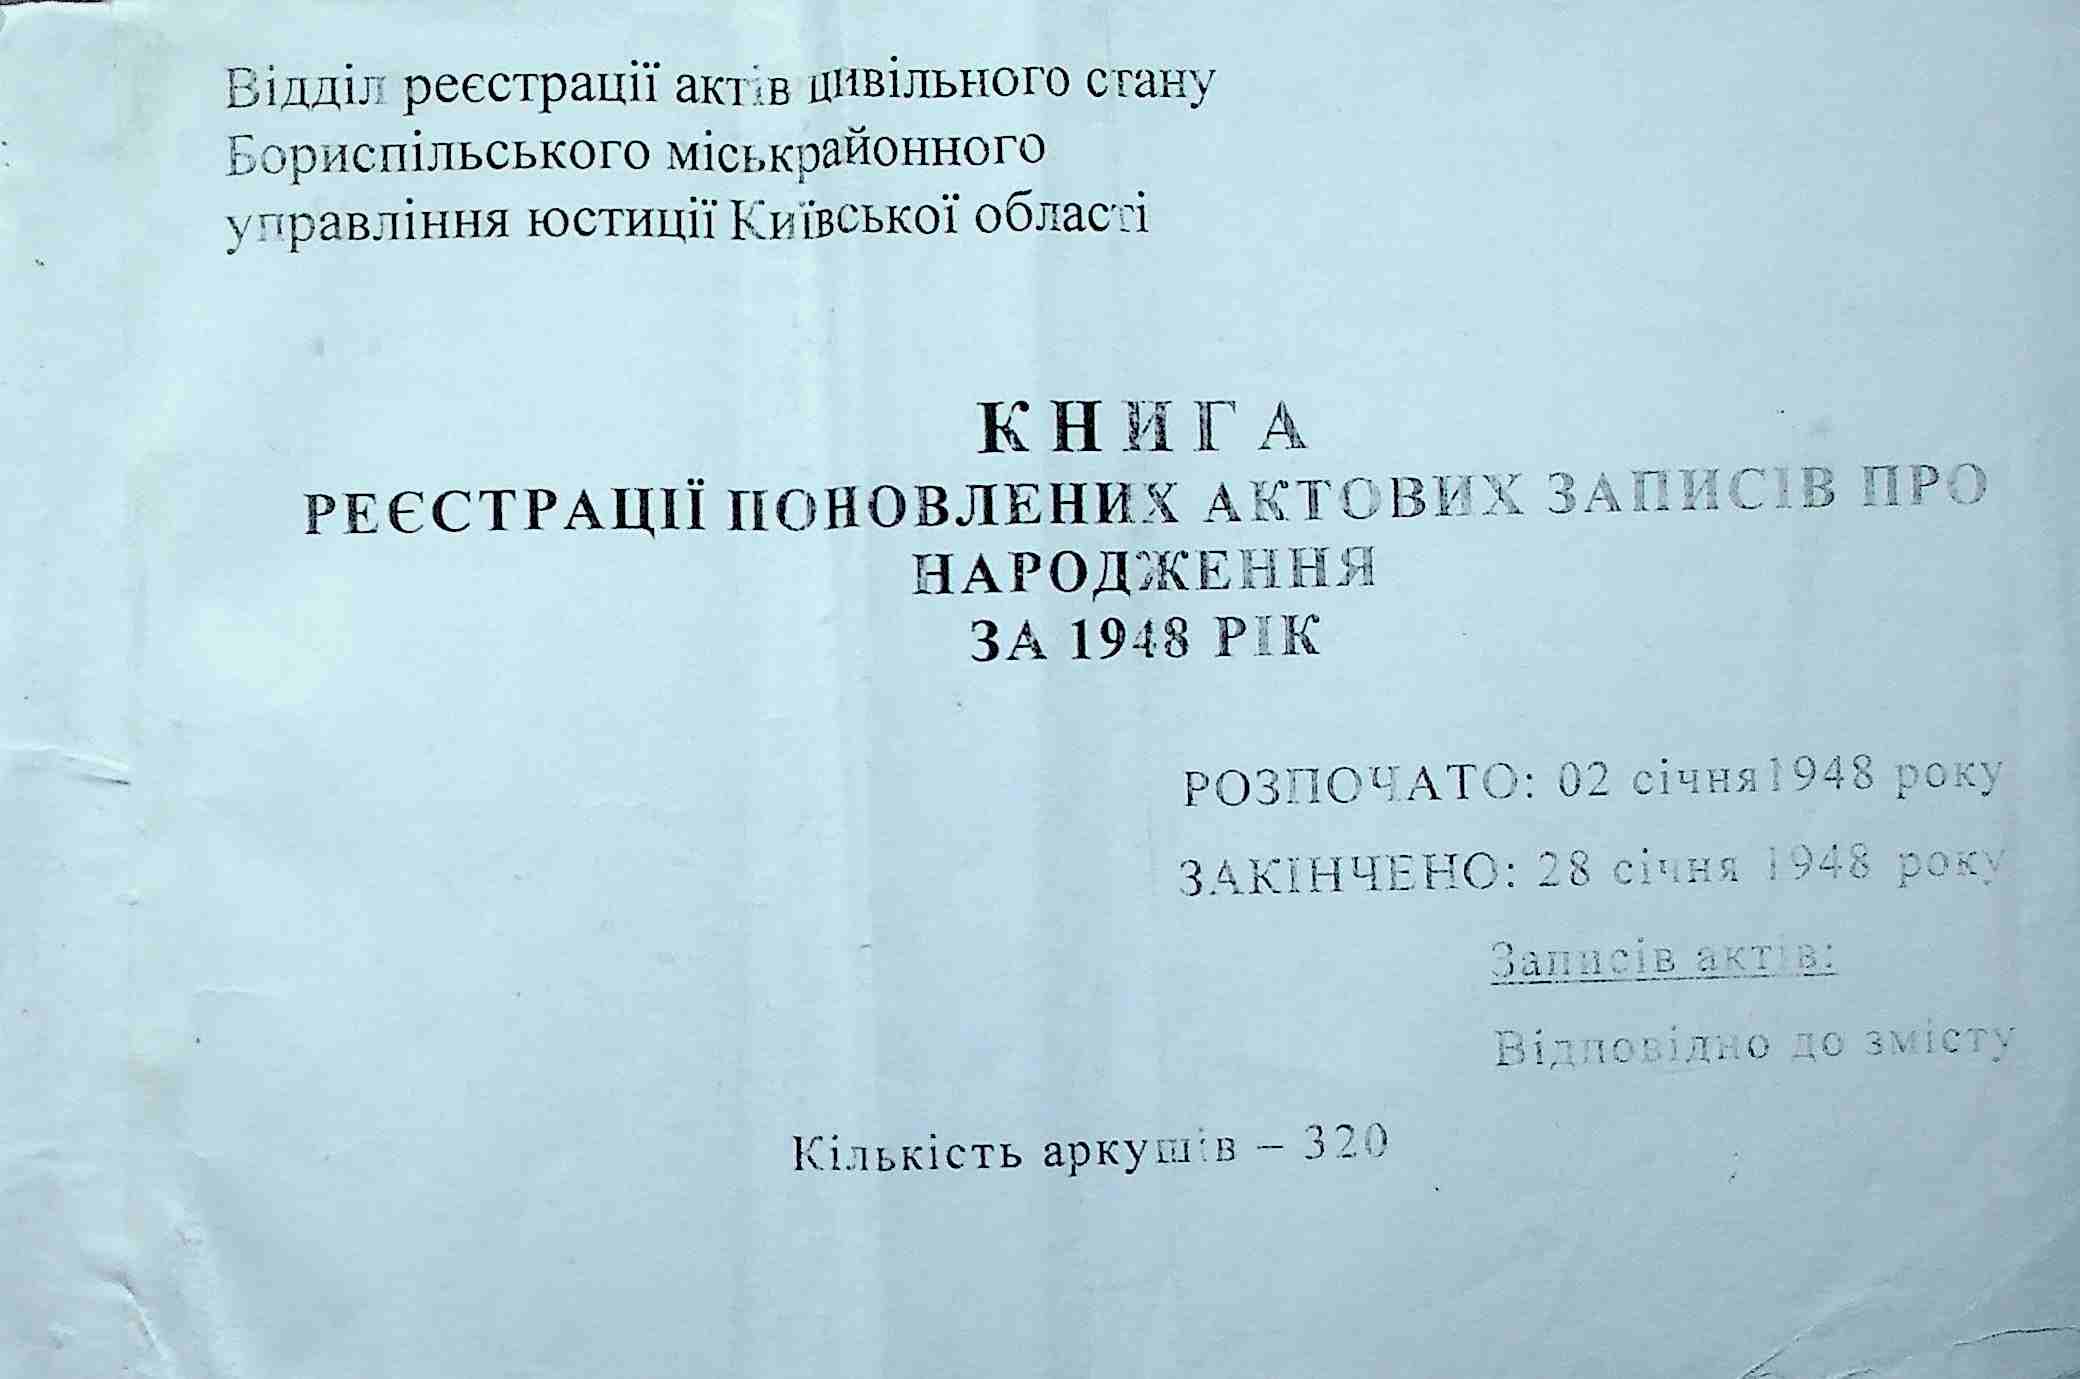 Відділ реєстрації актів цивільного стану
Бориспільського міськрайонного
управління юстиції Київської області
К Н И Г А
РЕЄСТРАЦІЇ ПОНОВЛЕНИХ АКТОВИХ ЗАПИСІВ ПРО
НАРОДЖЕННЯ
ЗА 1948 РІК
РОЗПОЧАТО: 02 січня1948 року
ЗАКІНЧЕНО: 28 січня 1948 року
Записів актів:
Відповідно до змісту
Кількість аркушів – 320